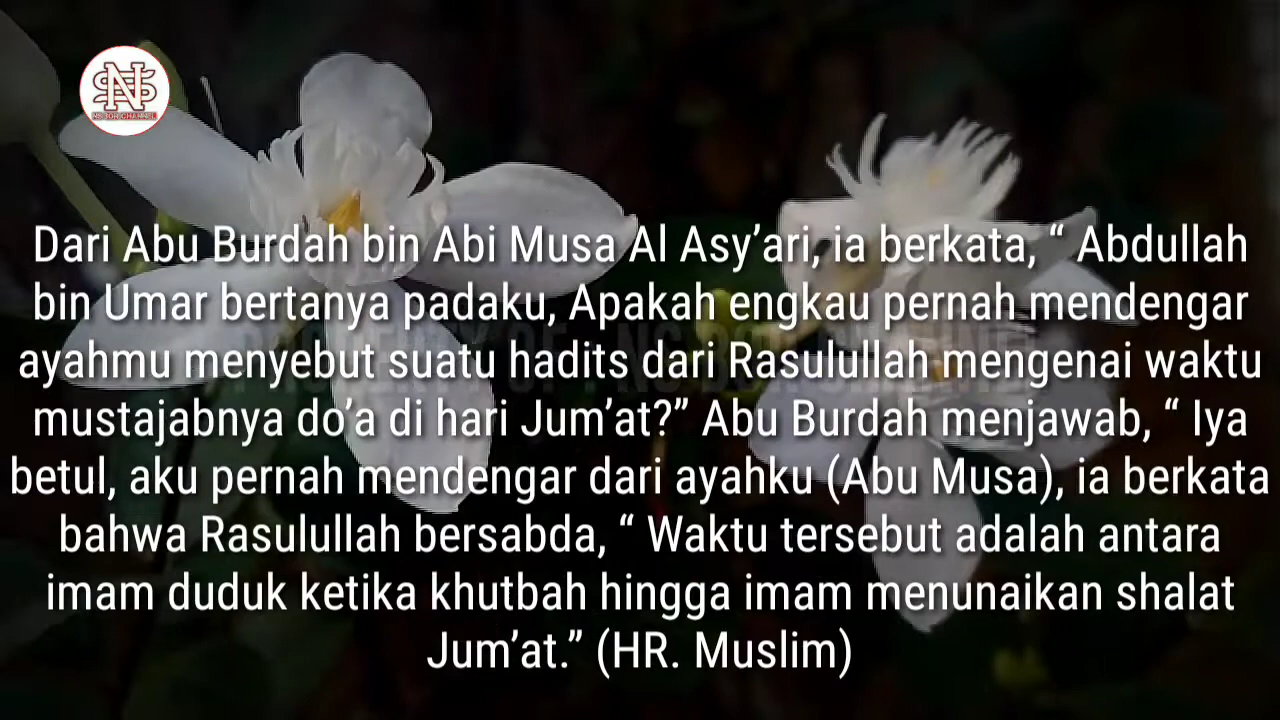 Dari Abu Burdah bin Abi Musa Al Asy’ari, ia berkata, “ Abdullah
bin Umar bertanya padaku, Apakah engkau pernah mendengar
ayahmu menyebut suatu hadits dari Rasulullah mengenai waktu
mustajabnya do’a di hari Jum’at?” Abu Burdah menjawab, “ Iya
betul, aku pernah mendengar dari ayahku (Abu Musa), ia berkata
bahwa Rasulullah bersabda, “ Waktu tersebut adalah antara
imam duduk ketika khutbah hingga imam menunaikan shalat
Jum’at.” (HR. Muslim)